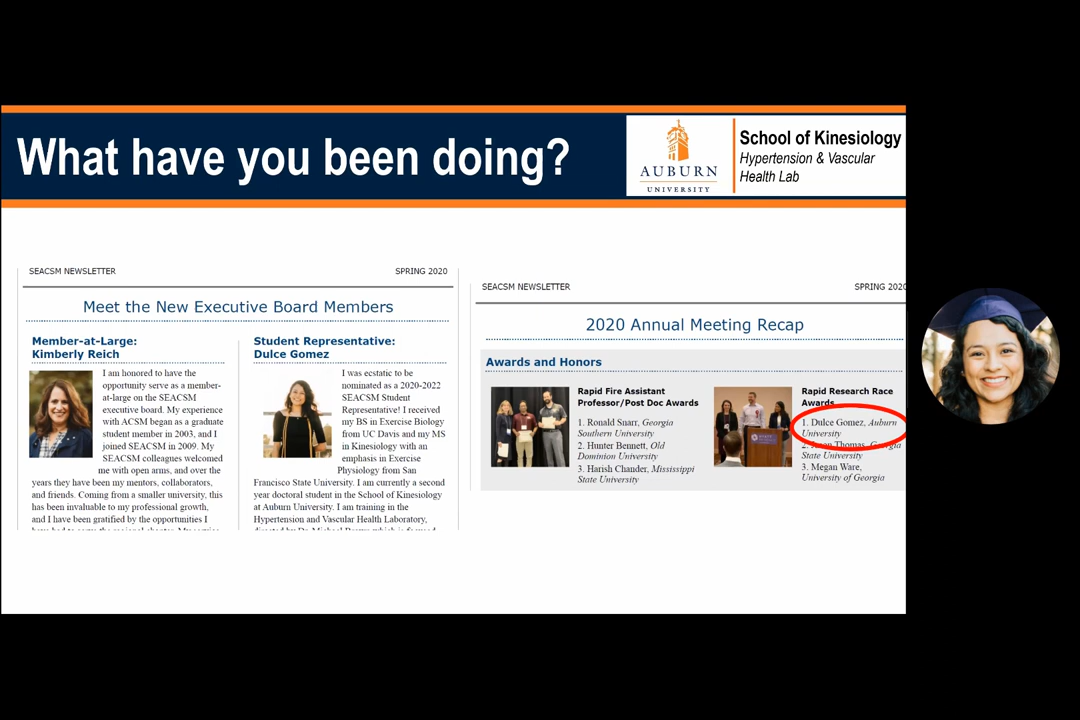 What have you been doing?
AUBURN
UNIVERSITY
School of Kinesiology
Hypertension & Vascular
Health Lab
SEACSM NEWSLETTER
SPRING 2020
Meet the New Executive Board Members
Member-at-Large:
Kimberly Reich
I am honored to have the
opportunity serve as a member-
at-large on the SEACSM
executive board. My experience
with ACSM began as a graduate
student member in 2003, and I
joined SEACSM in 2009. My
SEACSM colleagues welcomed
me with open arms, and over the
years they have been my mentors, collaborators,
and friends. Coming from a smaller university, this
has been invaluable to my professional growth,
and I have been gratified by the opportunities I
Student Representative:
Dulce Gomez
I was ecstatic to be
nominated as a 2020-2022
SEACSM Student
Representative! I received
my BS in Exercise Biology
from UC Davis and my MS
in Kinesiology with an
emphasis in Exercise
Physiology from San
Francisco State University. I am currently a second
year doctoral student in the School of Kinesiology
at Auburn University. I am training in the
Hypertension and Vascular Health Laboratory,
SEACSM NEWSLETTER
SPRING 2020
2020 Annual Meeting Recap
Awards and Honors
Rapid Fire Assistant
Professor/Post Doc Awards
1. Ronald Snarr, Georgia
Southern University
2. Hunter Bennett, Old
Dominion University
3. Harish Chander, Mississippi
State University
Rapid Research Race
Awards
1. Dulce Gomez, Auburn
University
Thomas, Georgia
State University
3. Megan Ware,
University of Georgia